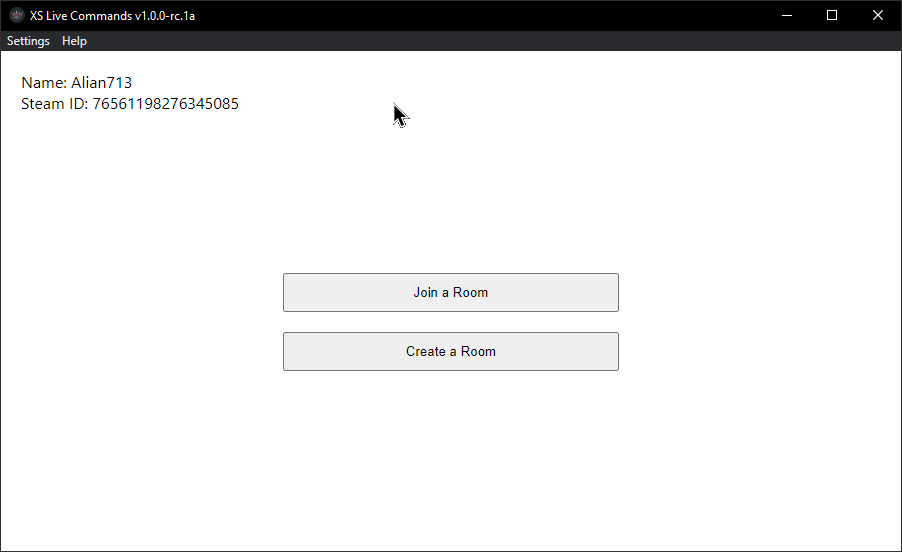 XS Live Commands v1.0.0-rc.1a
Settings Help
Name: Alian713
Steam ID: 76561198276345085
Join a Room
Create a Room